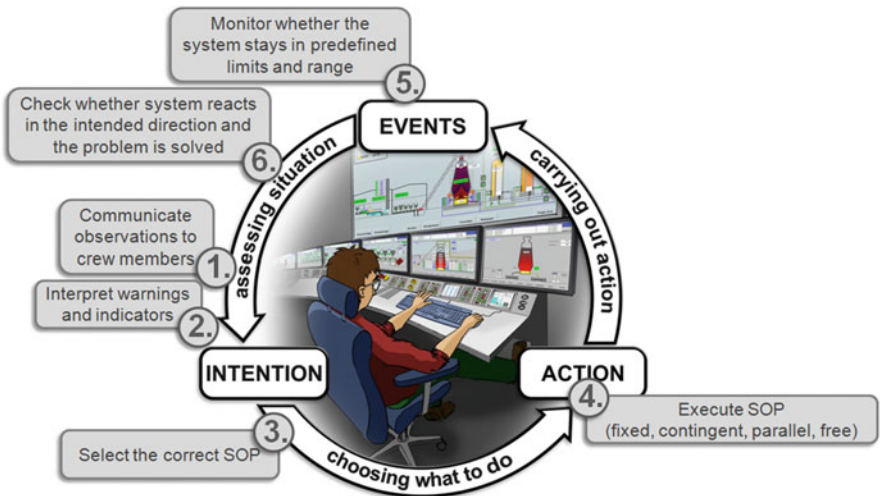 Monitor whether the
system stays in predefined
limits and range
5.
EVENTS
Check whether system reacts
in the intended direction and
the problem is solved
6.
assessing situation
carrying out action
Communicate
observations to
crew members
1.
Interpret warnings
and indicators
2.
INTENTION
ACTION
4.
Execute SOP
(fixed, contingent, parallel, free)
3.
Select the correct SOP
choosing what to do